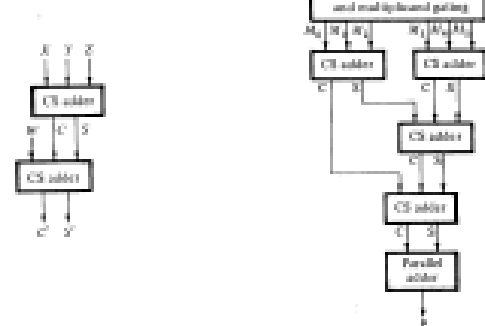 X Y Z
CS adder
W C S
CS adder
C' S'
and multiplicand gating
CS adder
CS adder
C S
C S
CS adder
C S
CS adder
C S
Parallel
adder